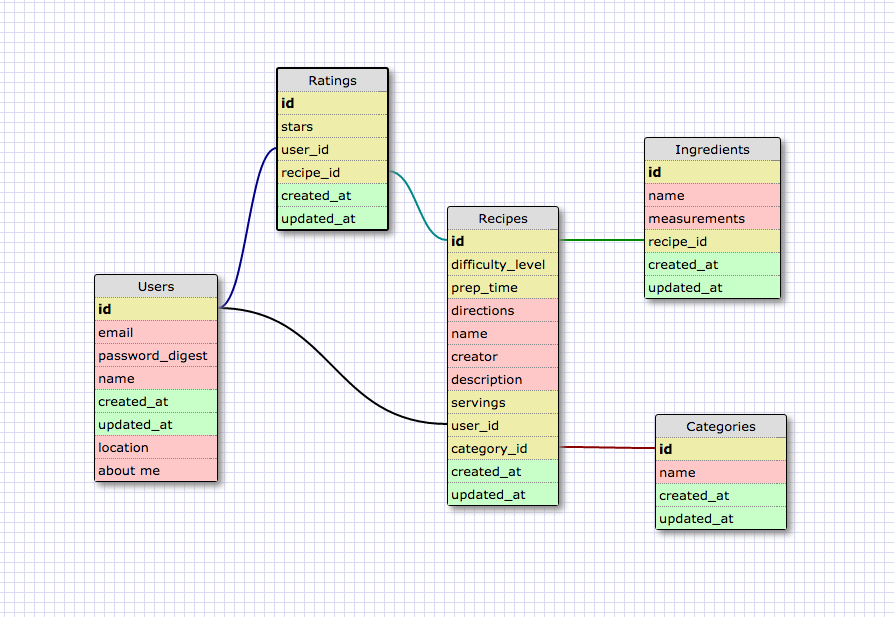 Ratings
id
stars
user_id
recipe_id
created_at
updated_at
Ingredients
id
name
measurements
recipe_id
created_at
updated_at
Recipes
id
difficulty_level
prep_time
directions
name
creator
description
servings
user_id
category_id
created_at
updated_at
Users
id
email
password_digest
name
created_at
updated_at
location
about me
Categories
id
name
created_at
updated_at